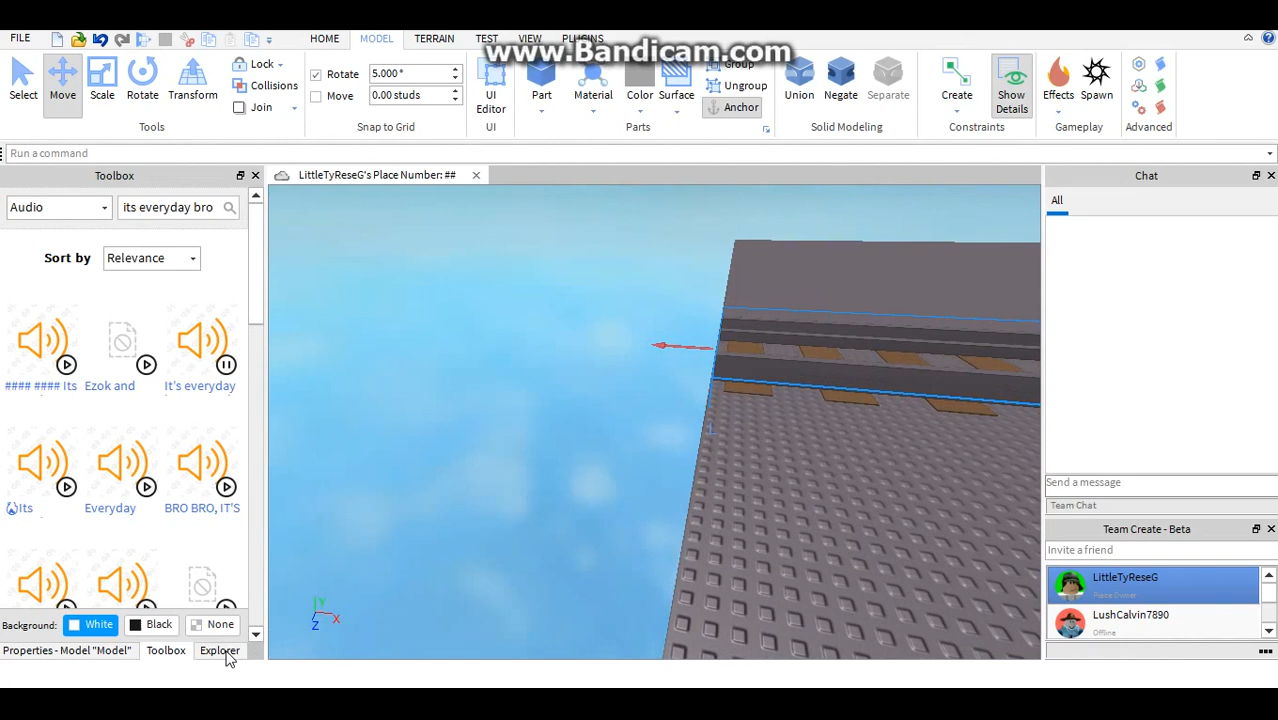 FILE HOME MODEL TERRAIN TEST VIEW PLUGINS
www.Bandicam.com
Select Move Scale Rotate Transform
Lock
Collisions
Join
Tools
Rotate 5.000 °
Move 0.00 studs
Snap to Grid
UI Editor
UI
Part Material Color Surface
Group
Ungroup
Anchor
Parts
Union Negate Separate
Solid Modeling
Create Show Details
Constraints
Effects Spawn
Gameplay
Advanced
Run a command
Toolbox
LittleTyReseG's Place Number: ##
Chat
Audio its everyday bro
All
Sort by Relevance
#### #### Its Ezok and It's everyday
Its Everyday BRO BRO, IT'S
Background: White Black None
Properties - Model "Model" Toolbox Explorer
Send a message
Team Chat
Team Create - Beta
Invite a friend
LittleTyReseG
Place Owner
LushCalvin7890
Offline
Y
X
Z